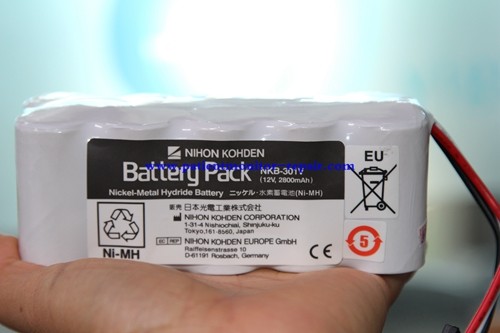 NIHON KOHDEN
Battery Pack NKB-301V
(12V, 2800mAh)
Nickel-Metal Hydride Battery ニッケル・水素蓄電池(Ni-MH)
EU
販売 日本光電工業株式会社
NIHON KOHDEN CORPORATION
1-31-4 Nishiochiai, Shinjuku-ku
Tokyo,161-8560, Japan
EC REP NIHON KOHDEN EUROPE GmbH
Raiffeisenstrasse 10
D-61191 Rosbach, Germany
CE
Ni-MH
5